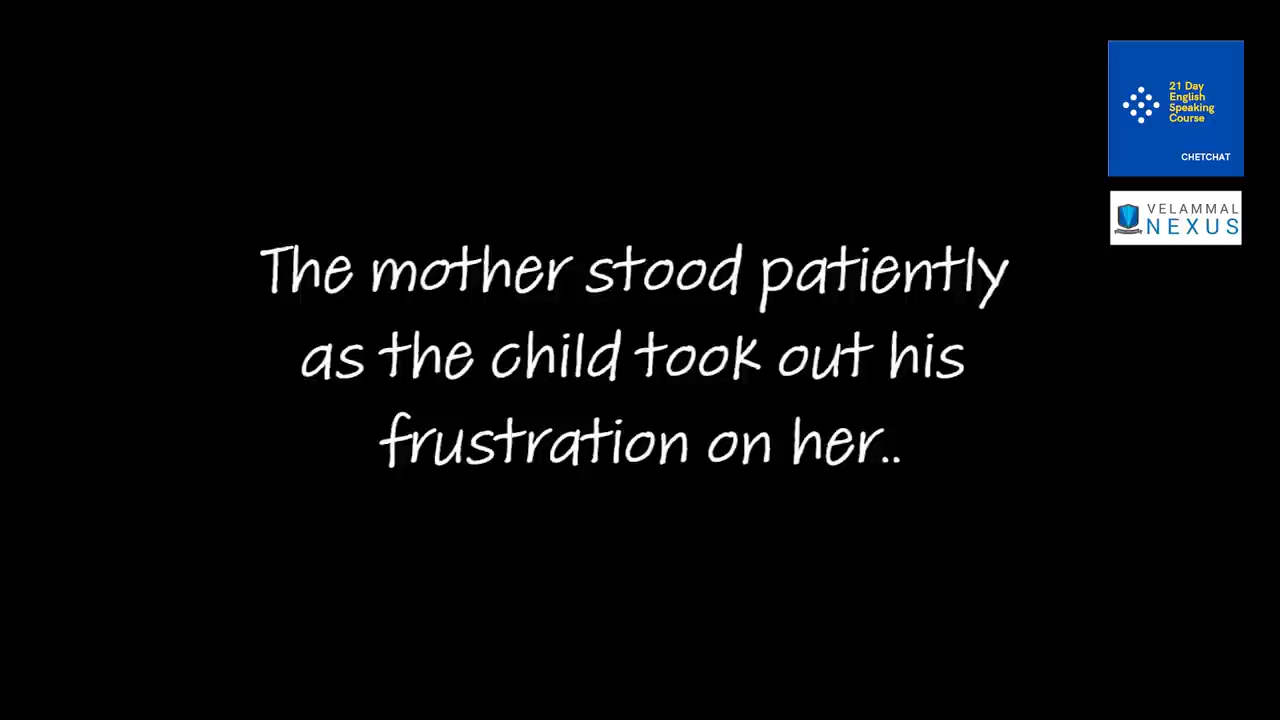 21 Day
English
Speaking
Course
CHETCHAT
VELAMMAL
NEXUS
The mother stood patiently
as the child took out his
frustration on her..